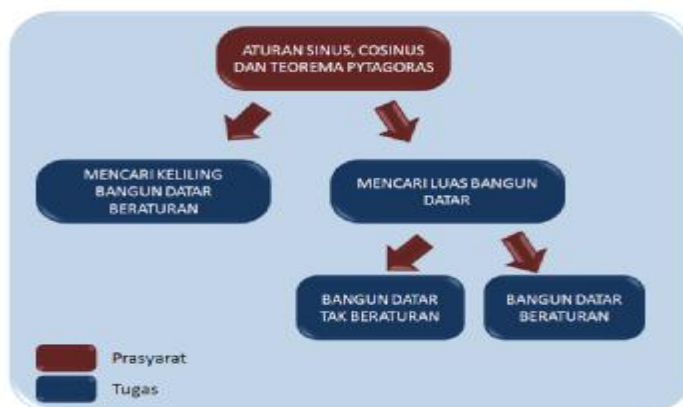 ATURAN SINUS, COSINUS
DAN TEOREMA PYTAGORAS
MENCARI KELILING
BANGUN DATAR
BERATURAN
MENCARI LUAS BANGUN
DATAR
BANGUN DATAR
TAK BERATURAN
BANGUN DATAR
BERATURAN
Prasyarat
Tugas